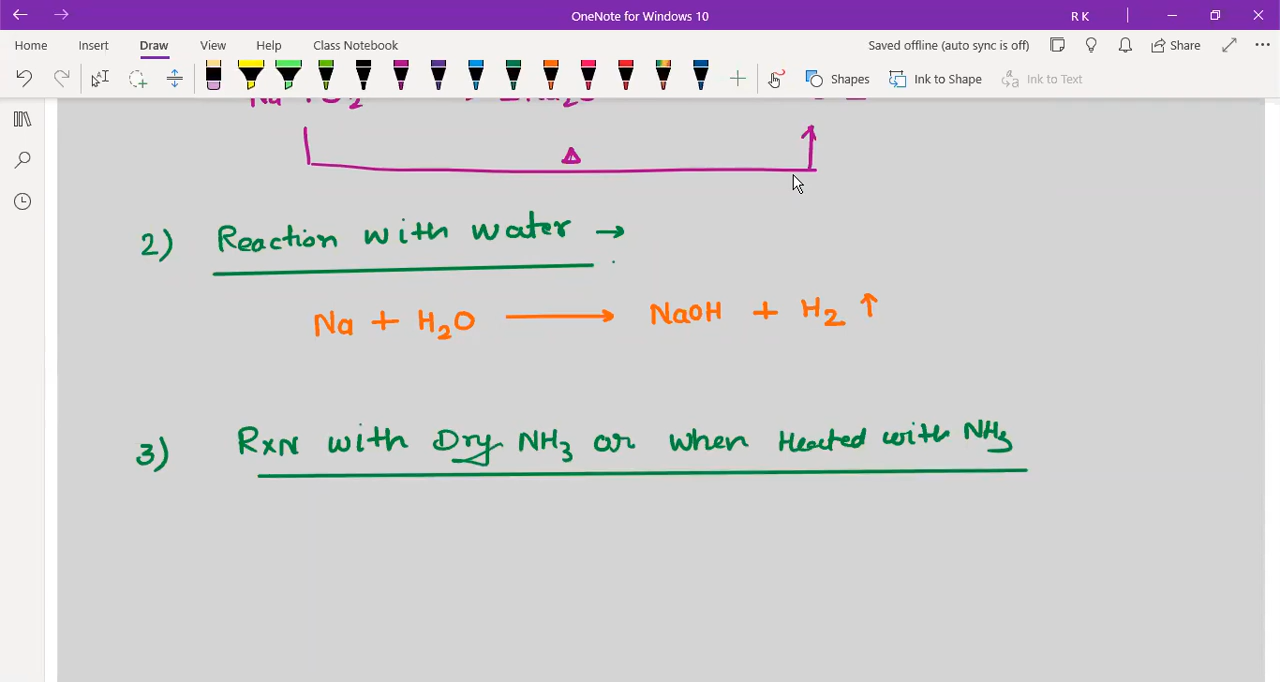 OneNote for Windows 10
R K
Home Insert Draw View Help Class Notebook
Saved offline (auto sync is off) Share
Shapes Ink to Shape Ink to Text
Δ
2) Reaction with water →
Na + H₂O ⟶ NaOH + H₂ ↑
3) RxN with Dry NH₃ or when Heated with NH₃